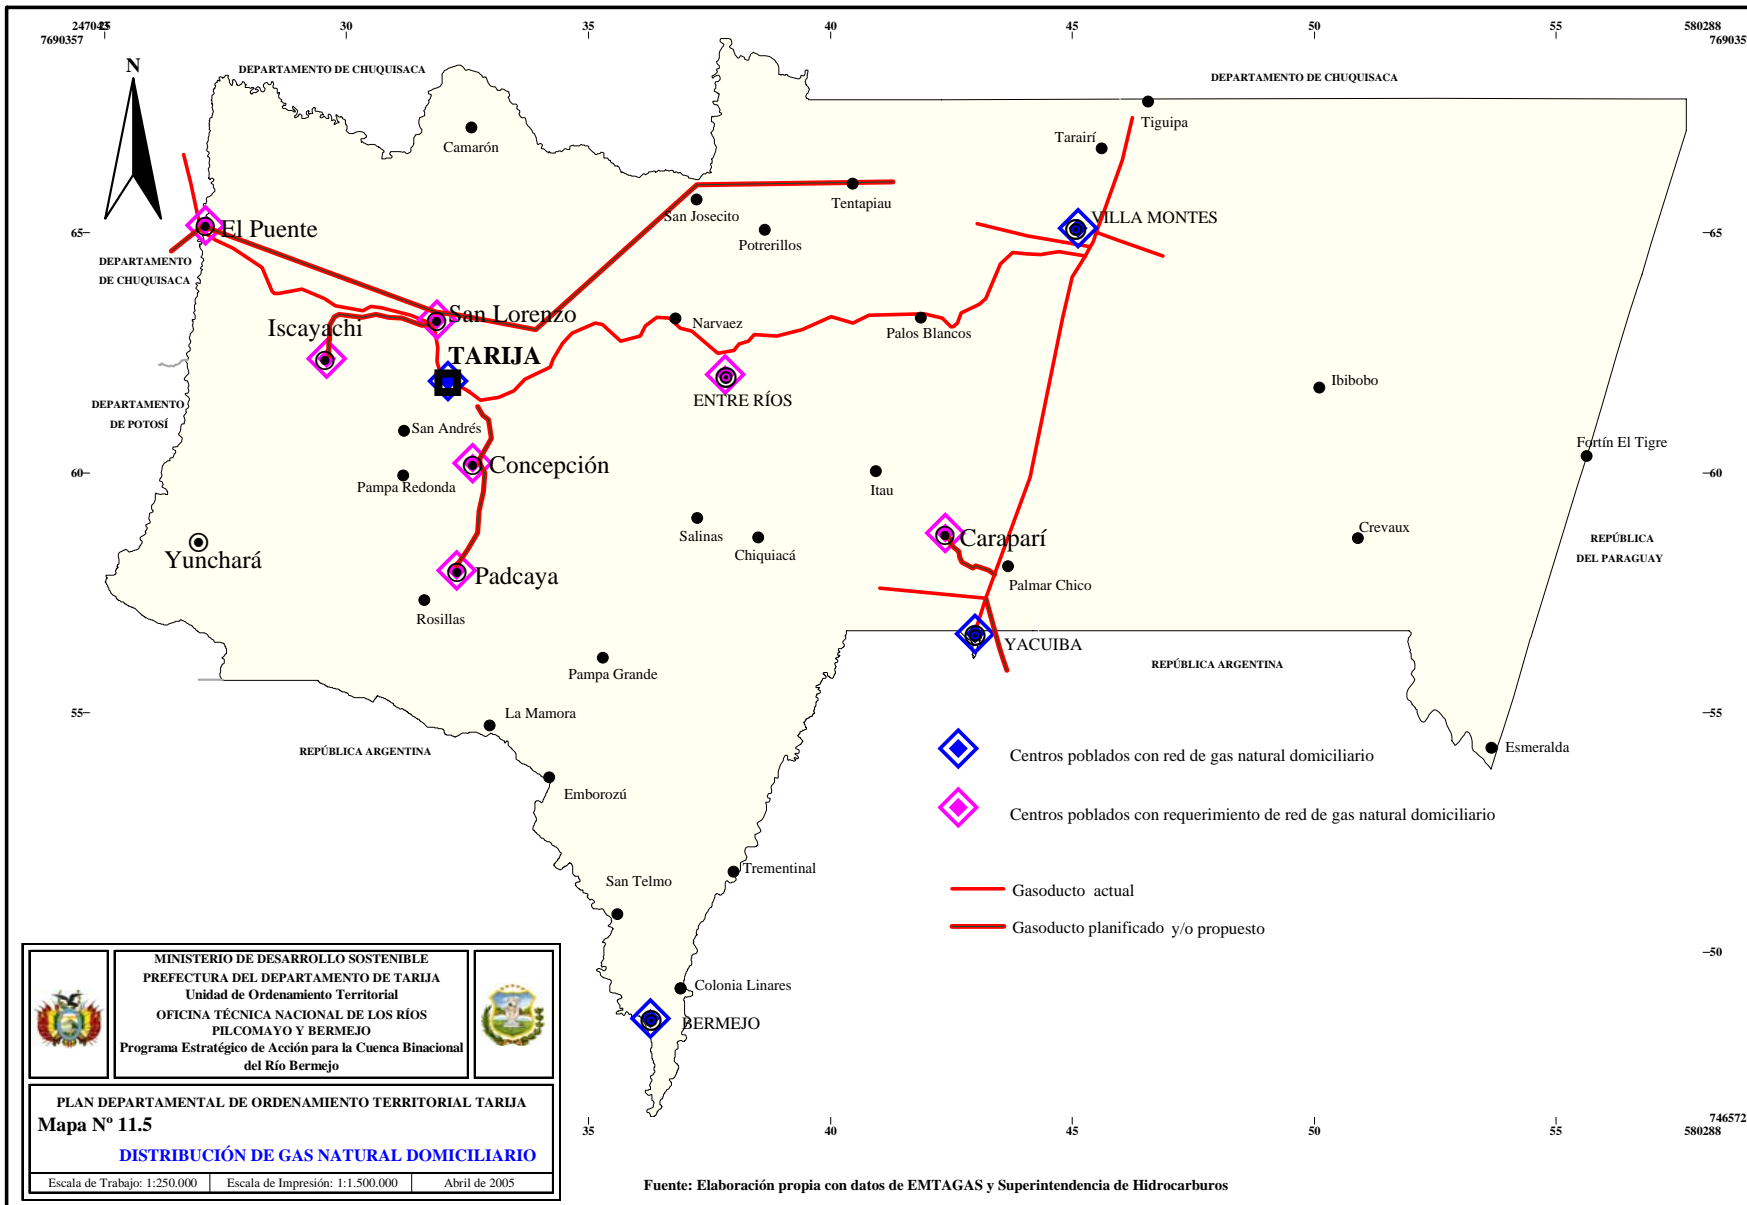 247043
25
30
35
40
45
50
55
580288
7690357
769035
N
DEPARTAMENTO DE CHUQUISACA
DEPARTAMENTO DE CHUQUISACA
Tiguipa
Camarón
Tarairí
Tentapiau
San Josecito
VILLA MONTES
El Puente
Potrerillos
65
65
DEPARTAMENTO
DE CHUQUISACA
San Lorenzo
Iscayachi
Narvaez
Palos Blancos
TARIJA
Ibibobo
ENTRE RÍOS
DEPARTAMENTO
DE POTOSÍ
San Andrés
Fortín El Tigre
Concepción
60
60
Pampa Redonda
Itau
Salinas
Crevaux
Carapar í
REPÚBLICA
DEL PARAGUAY
Chiquiacá
Yunchará
Padcaya
Palmar Chico
Rosillas
YACUIBA
REPÚBLICA ARGENTINA
Pampa Grande
55
55
La Mamora
REPÚBLICA ARGENTINA
Esmeralda
Centros poblados con red de gas natural domiciliario
Emborozú
Centros poblados con requerimiento de red de gas natural domiciliario
Trementinal
San Telmo
Gasoducto actual
Gasoducto planificado y/o propuesto
50
Colonia Linares
BERMEJO
MINISTERIO DE DESARROLLO SOSTENIBLE
PREFECTURA DEL DEPARTAMENTO DE TARIJA
Unidad de Ordenamiento Territorial
OFICINA TÉCNICA NACIONAL DE LOS RÍOS
PILCOMAYO Y BERMEJO
Programa Estratégico de Acción para la Cuenca Binacional
del Río Bermejo
PLAN DEPARTAMENTAL DE ORDENAMIENTO TERRITORIAL TARIJA
Mapa Nº 11.5
DISTRIBUCIÓN DE GAS NATURAL DOMICILIARIO
Escala de Trabajo: 1:250.000
Escala de Impresión: 1:1.500.000
Abril de 2005
35
40
45
50
55
746572
580288
Fuente: Elaboración propia con datos de EMTAGAS y Superintendencia de Hidrocarburos